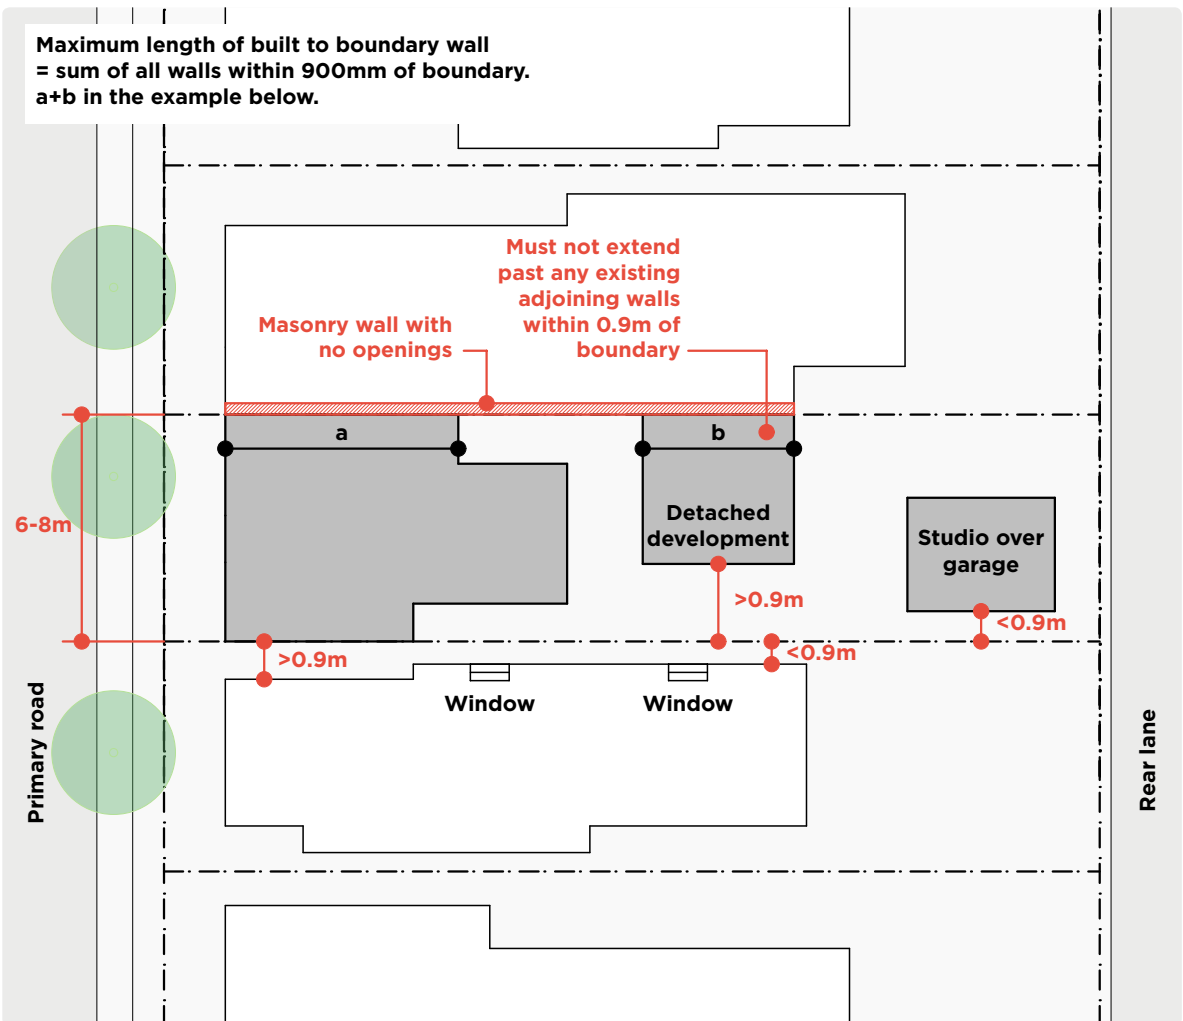 Maximum length of built to boundary wall
= sum of all walls within 900mm of boundary.
a+b in the example below.
Must not extend
past any existing
adjoining walls
within 0.9m of
boundary
Masonry wall with
no openings
a
b
6-8m
Detached
development
Studio over
garage
>0.9m
<0.9m
>0.9m
<0.9m
Window
Window
Primary road
Rear lane